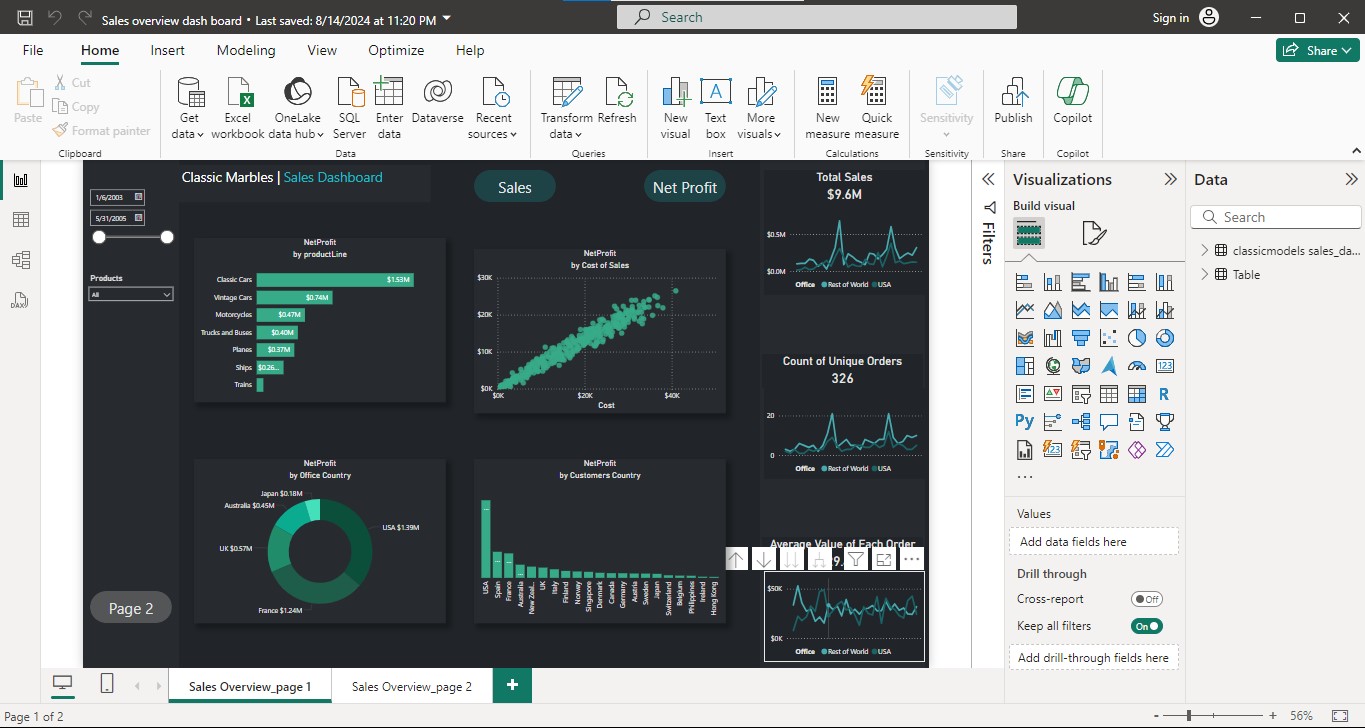 Sales overview dash board • Last saved: 8/14/2024 at 11:20 PM
Search
Sign in
File
Home
Insert
Modeling
View
Optimize
Help
Share
Paste
Cut
Copy
Format painter
Get data
Excel workbook
OneLake data hub
SQL Server
Enter data
Dataverse
Recent sources
Transform data
Refresh
New visual
Text box
More visuals
New measure
Quick measure
Sensitivity
Publish
Copilot
Clipboard
Data
Queries
Insert
Calculations
Sensitivity
Share
Copilot
Classic Marbles | Sales Dashboard
Sales
Net Profit
1/6/2003
5/31/2005
Products
All
Page 2
NetProfit
by productLine
Classic Cars $1.53M
Vintage Cars $0.74M
Motorcycles $0.47M
Trucks and Buses $0.40M
Planes $0.37M
Ships $0.26...
Trains
NetProfit
by Cost of Sales
$30K
$20K
$10K
$0K
$0K $20K $40K
Cost
NetProfit
by Office Country
Japan $0.18M
Australia $0.45M
USA $1.39M
UK $0.57M
France $1.24M
NetProfit
by Customers Country
USA
Spain
France
Australia
New Zeal...
UK
Italy
Finland
Norway
Singapore
Denmark
Canada
Germany
Austria
Sweden
Japan
Switzerland
Belgium
Philippines
Ireland
Hong Kong
Total Sales
$9.6M
$0.5M
$0.0M
Office Rest of World USA
Count of Unique Orders
326
20
0
Office Rest of World USA
Average Value of Each Order
$50K
$0K
Office Rest of World USA
Filters
Visualizations
Build visual
Values
Add data fields here
Drill through
Cross-report
Off
Keep all filters
On
Add drill-through fields here
Data
Search
classicmodels sales_da...
Table
Sales Overview_page 1
Sales Overview_page 2
Page 1 of 2
56%